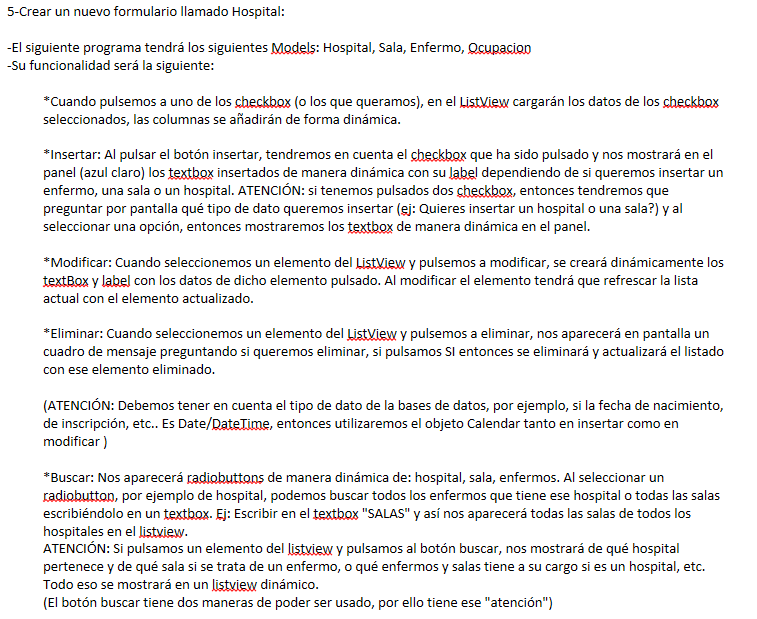 5-Crear un nuevo formulario llamado Hospital:
-El siguiente programa tendrá los siguientes Models: Hospital, Sala, Enfermo, Ocupacion
-Su funcionalidad será la siguiente:
*Cuando pulsemos a uno de los checkbox (o los que queramos), en el ListView cargarán los datos de los checkbox
seleccionados, las columnas se añadirán de forma dinámica.
*Insertar: Al pulsar el botón insertar, tendremos en cuenta el checkbox que ha sido pulsado y nos mostrará en el
panel (azul claro) los textbox insertados de manera dinámica con su label dependiendo de si queremos insertar un
enfermo, una sala o un hospital. ATENCIÓN: si tenemos pulsados dos checkbox, entonces tendremos que
preguntar por pantalla qué tipo de dato queremos insertar (ej: Quieres insertar un hospital o una sala?) y al
seleccionar una opción, entonces mostraremos los textbox de manera dinámica en el panel.
*Modificar: Cuando seleccionemos un elemento del ListView y pulsemos a modificar, se creará dinámicamente los
textBox y label con los datos de dicho elemento pulsado. Al modificar el elemento tendrá que refrescar la lista
actual con el elemento actualizado.
*Eliminar: Cuando seleccionemos un elemento del ListView y pulsemos a eliminar, nos aparecerá en pantalla un
cuadro de mensaje preguntando si queremos eliminar, si pulsamos SI entonces se eliminará y actualizará el listado
con ese elemento eliminado.
(ATENCIÓN: Debemos tener en cuenta el tipo de dato de la bases de datos, por ejemplo, si la fecha de nacimiento,
de inscripción, etc.. Es Date/DateTime, entonces utilizaremos el objeto Calendar tanto en insertar como en
modificar )
*Buscar: Nos aparecerá radiobuttons de manera dinámica de: hospital, sala, enfermos. Al seleccionar un
radiobutton, por ejemplo de hospital, podemos buscar todos los enfermos que tiene ese hospital o todas las salas
escribiéndolo en un textbox. Ej: Escribir en el textbox "SALAS" y así nos aparecerá todas las salas de todos los
hospitales en el listview.
ATENCIÓN: Si pulsamos un elemento del listview y pulsamos al botón buscar, nos mostrará de qué hospital
pertenece y de qué sala si se trata de un enfermo, o qué enfermos y salas tiene a su cargo si es un hospital, etc.
Todo eso se mostrará en un listview dinámico.
(El botón buscar tiene dos maneras de poder ser usado, por ello tiene ese "atención")